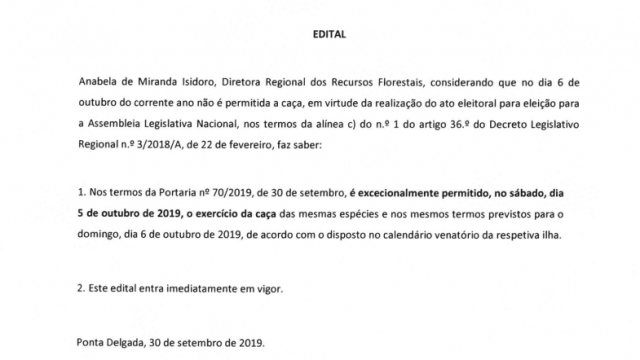 EDITAL
Anabela de Miranda Isidoro, Diretora Regional dos Recursos Florestais, considerando que no dia 6 de
outubro do corrente ano não é permitida a caça, em virtude da realização do ato eleitoral para eleição para
a Assembleia Legislativa Nacional, nos termos da alínea c) do n.º 1 do artigo 36.º do Decreto Legislativo
Regional n.º 3/2018/A, de 22 de fevereiro, faz saber:
1. Nos termos da Portaria nº 70/2019, de 30 de setembro, é excecionalmente permitido, no sábado, dia
5 de outubro de 2019, o exercício da caça das mesmas espécies e nos mesmos termos previstos para o
domingo, dia 6 de outubro de 2019, de acordo com o disposto no calendário venatório da respetiva ilha.
2. Este edital entra imediatamente em vigor.
Ponta Delgada, 30 de setembro de 2019.